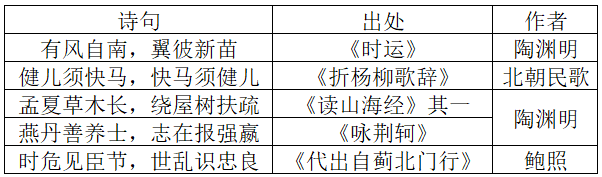 诗句 出处 作者
有风自南，翼彼新苗 《时运》 陶渊明
健儿须快马，快马须健儿 《折杨柳歌辞》 北朝民歌
孟夏草木长，绕屋树扶疏 《读山海经》其一 陶渊明
燕丹善养士，志在报强嬴 《咏荆轲》
时危见臣节，世乱识忠良 《代出自蓟北门行》 鲍照